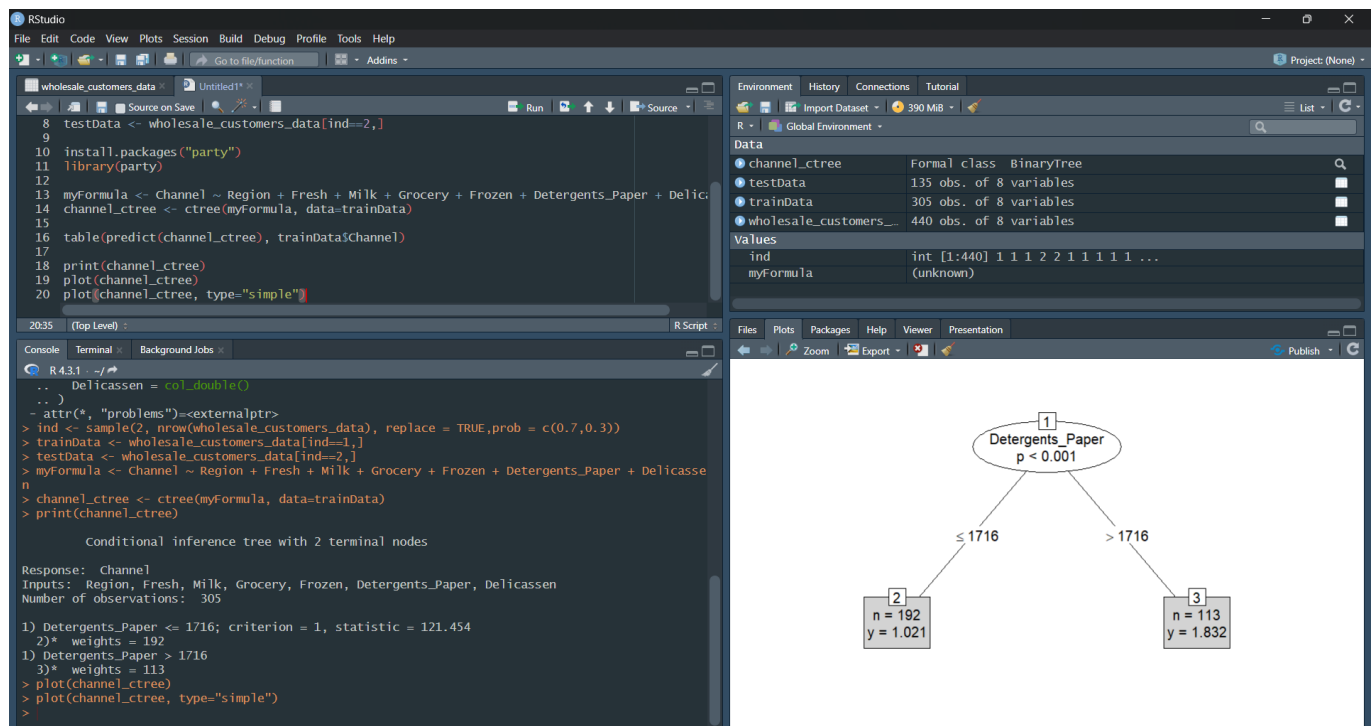 RStudio
File Edit Code View Plots Session Build Debug Profile Tools Help
Go to file/function
Addins
Project: (None)
wholesale_customers_data
Untitled1*
Source on Save
Run
Source
8 testData <- wholesale_customers_data[ind==2,]
9
10 install.packages("party")
11 library(party)
12
13 myFormula <- Channel ~ Region + Fresh + Milk + Grocery + Frozen + Detergents_Paper + Delic
14 channel_ctree <- ctree(myFormula, data=trainData)
15
16 table(predict(channel_ctree), trainData$Channel)
17
18 print(channel_ctree)
19 plot(channel_ctree)
20 plot(channel_ctree, type="simple")
20:35 (Top Level) R Script
Console Terminal Background Jobs
R 4.3.1 · ~/
.. Delicassen = col_double()
.. )
- attr(*, "problems")=<externalptr>
> ind <- sample(2, nrow(wholesale_customers_data), replace = TRUE,prob = c(0.7,0.3))
> trainData <- wholesale_customers_data[ind==1,]
> testData <- wholesale_customers_data[ind==2,]
> myFormula <- Channel ~ Region + Fresh + Milk + Grocery + Frozen + Detergents_Paper + Delicasse
n
> channel_ctree <- ctree(myFormula, data=trainData)
> print(channel_ctree)
Conditional inference tree with 2 terminal nodes
Response: Channel
Inputs: Region, Fresh, Milk, Grocery, Frozen, Detergents_Paper, Delicassen
Number of observations: 305
1) Detergents_Paper <= 1716; criterion = 1, statistic = 121.454
2)* weights = 192
1) Detergents_Paper > 1716
3)* weights = 113
> plot(channel_ctree)
> plot(channel_ctree, type="simple")
>
Environment History Connections Tutorial
Import Dataset 390 MiB List
R Global Environment
Data
channel_ctree Formal class BinaryTree
testData 135 obs. of 8 variables
trainData 305 obs. of 8 variables
wholesale_customers_… 440 obs. of 8 variables
Values
ind int [1:440] 1 1 1 2 2 1 1 1 1 1 ...
myFormula (unknown)
Files Plots Packages Help Viewer Presentation
Zoom Export Publish
1
Detergents_Paper
p < 0.001
≤ 1716 > 1716
2
n = 192
y = 1.021
3
n = 113
y = 1.832